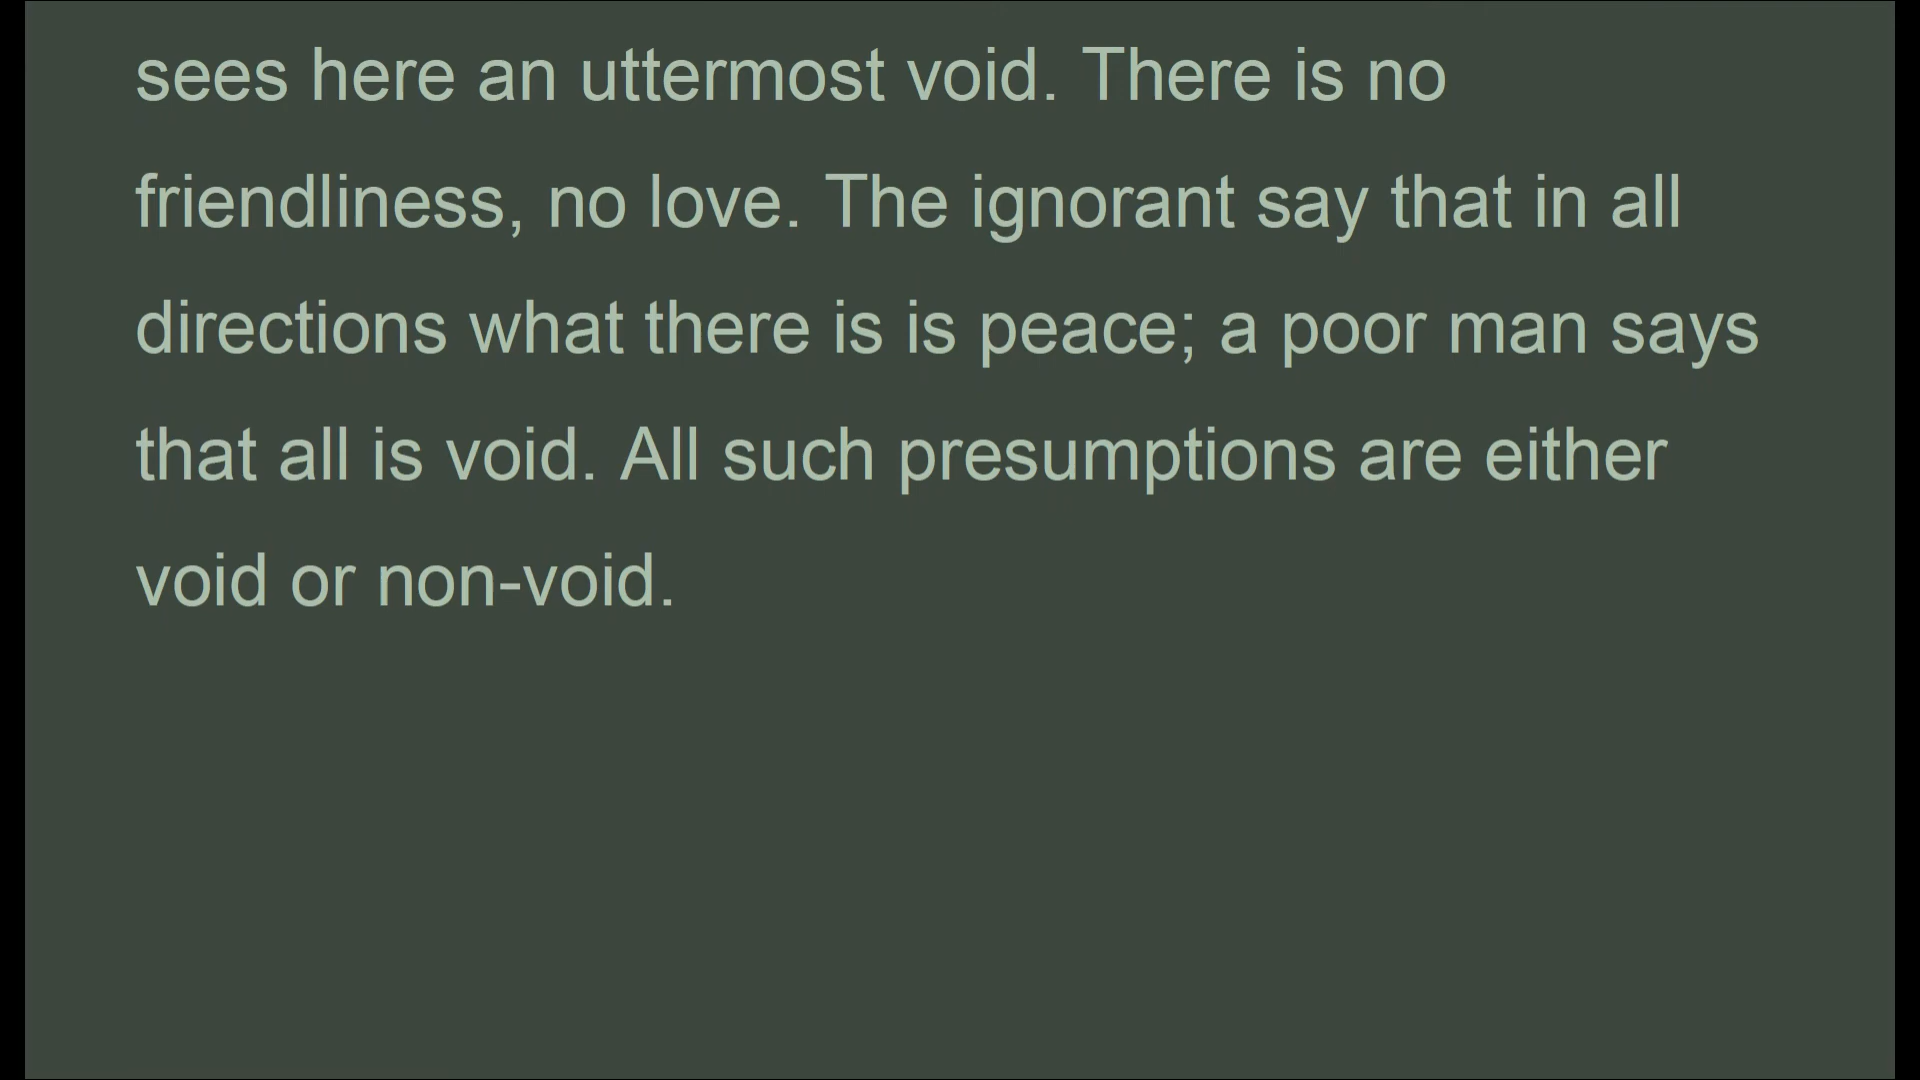 sees here an uttermost void. There is no
friendliness, no love. The ignorant say that in all
directions what there is is peace; a poor man says
that all is void. All such presumptions are either
void or non-void.